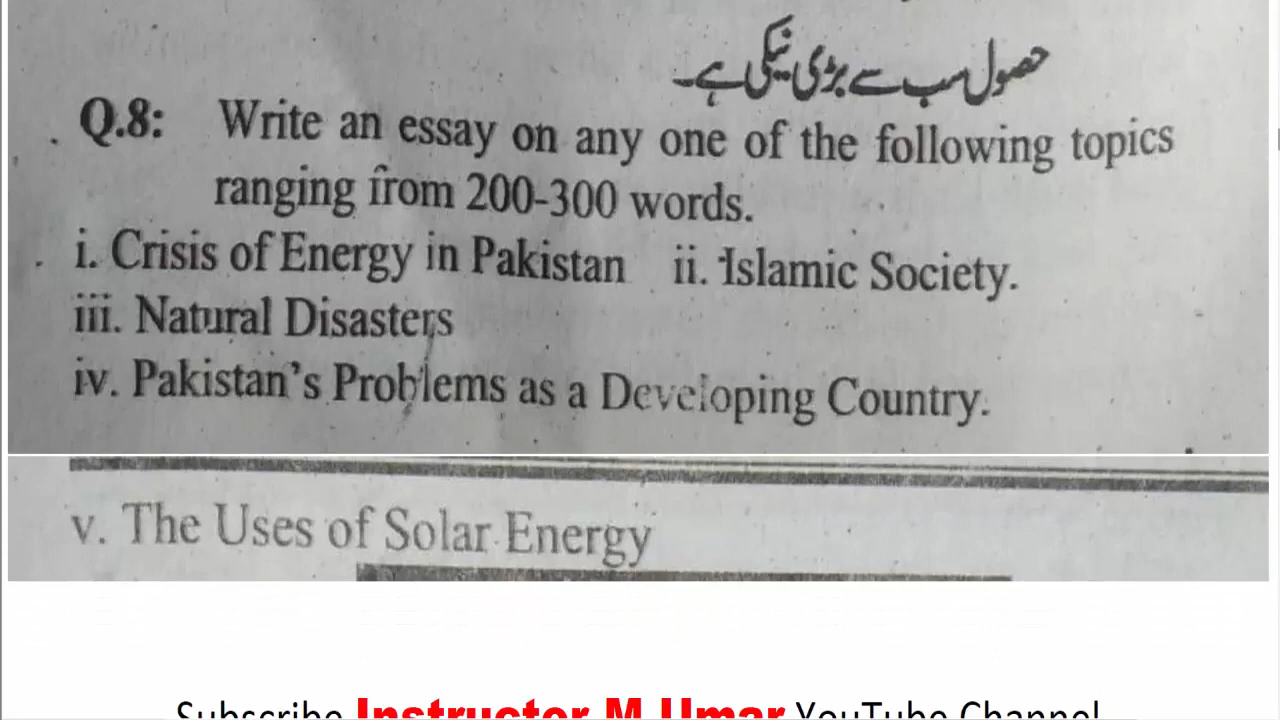 حصول سب سے بڑی نیکی ہے۔
Q.8: Write an essay on any one of the following topics
ranging from 200-300 words.
i. Crisis of Energy in Pakistan ii. Islamic Society.
iii. Natural Disasters
iv. Pakistan's Problems as a Developing Country.
v. The Uses of Solar Energy
Subscribe Instructor M Umar YouTube Channel